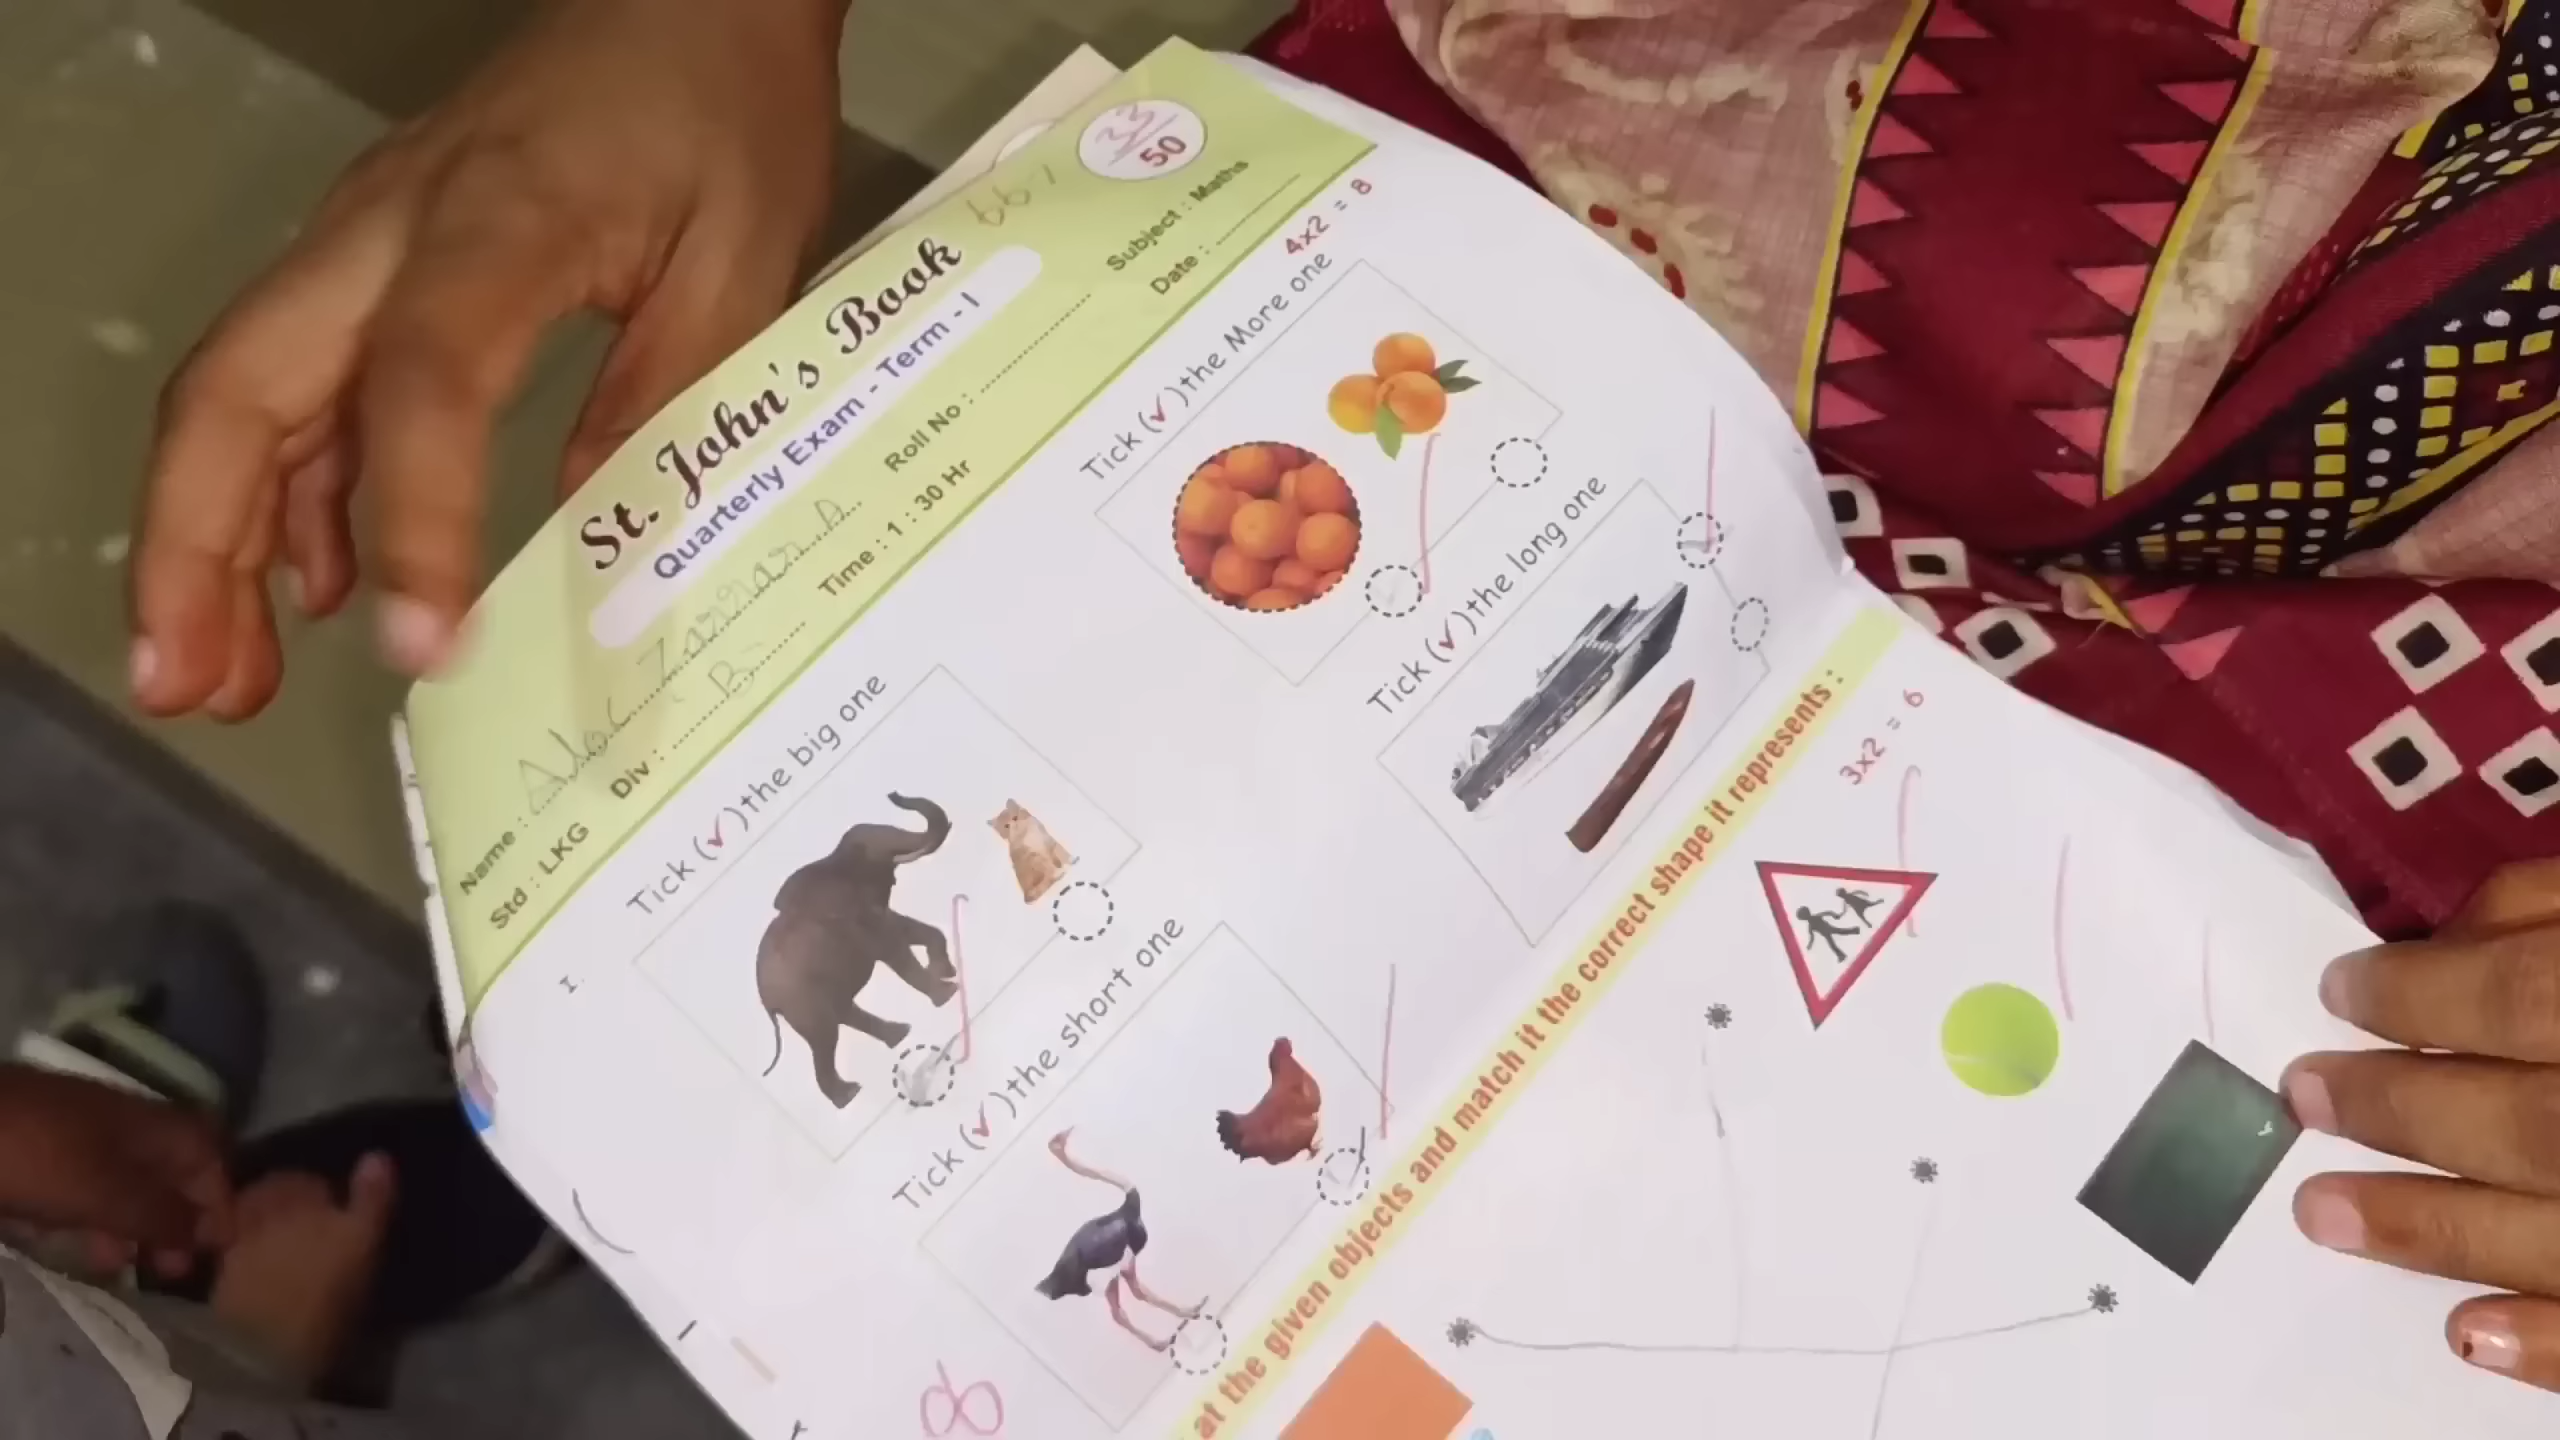 33/50
St. John's Book
Quarterly Exam - Term - I
Name : Roll No : Subject : Maths
Std : LKG Div : B Time : 1 : 30 Hr Date :
4x2 = 8
I. Tick (✓) the big one
Tick (✓) the More one
Tick (✓) the short one
Tick (✓) the long one
at the given objects and match it the correct shape it represents :
3x2 = 6
8